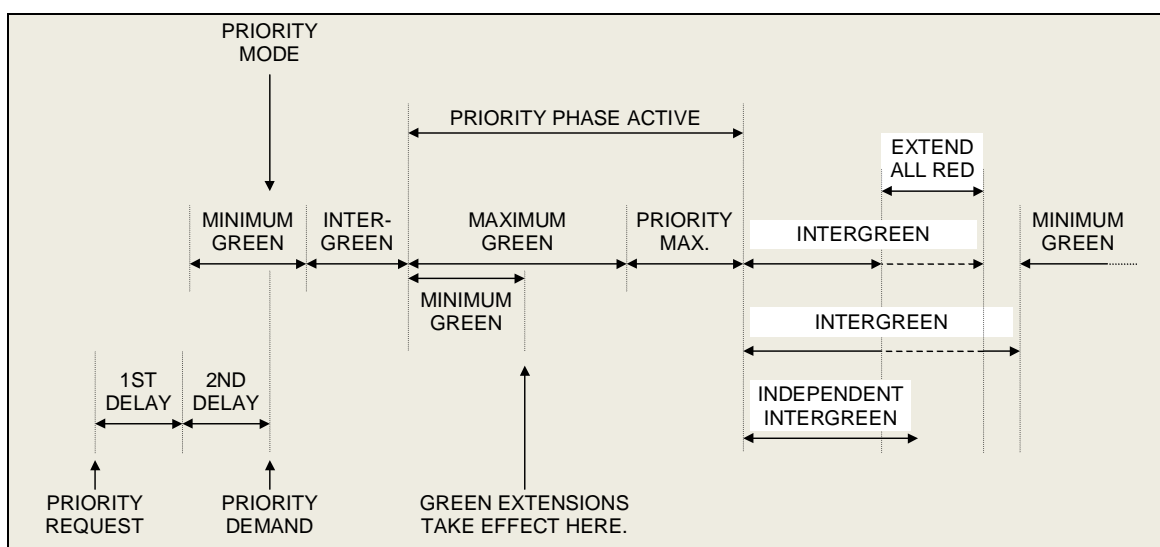 PRIORITY
MODE
PRIORITY PHASE ACTIVE
EXTEND
ALL RED
MINIMUM
GREEN
INTER-
GREEN
MAXIMUM
GREEN
PRIORITY
MAX.
INTERGREEN
MINIMUM
GREEN
MINIMUM
GREEN
INTERGREEN
1ST
DELAY
2ND
DELAY
INDEPENDENT
INTERGREEN
PRIORITY
REQUEST
PRIORITY
DEMAND
GREEN EXTENSIONS
TAKE EFFECT HERE.